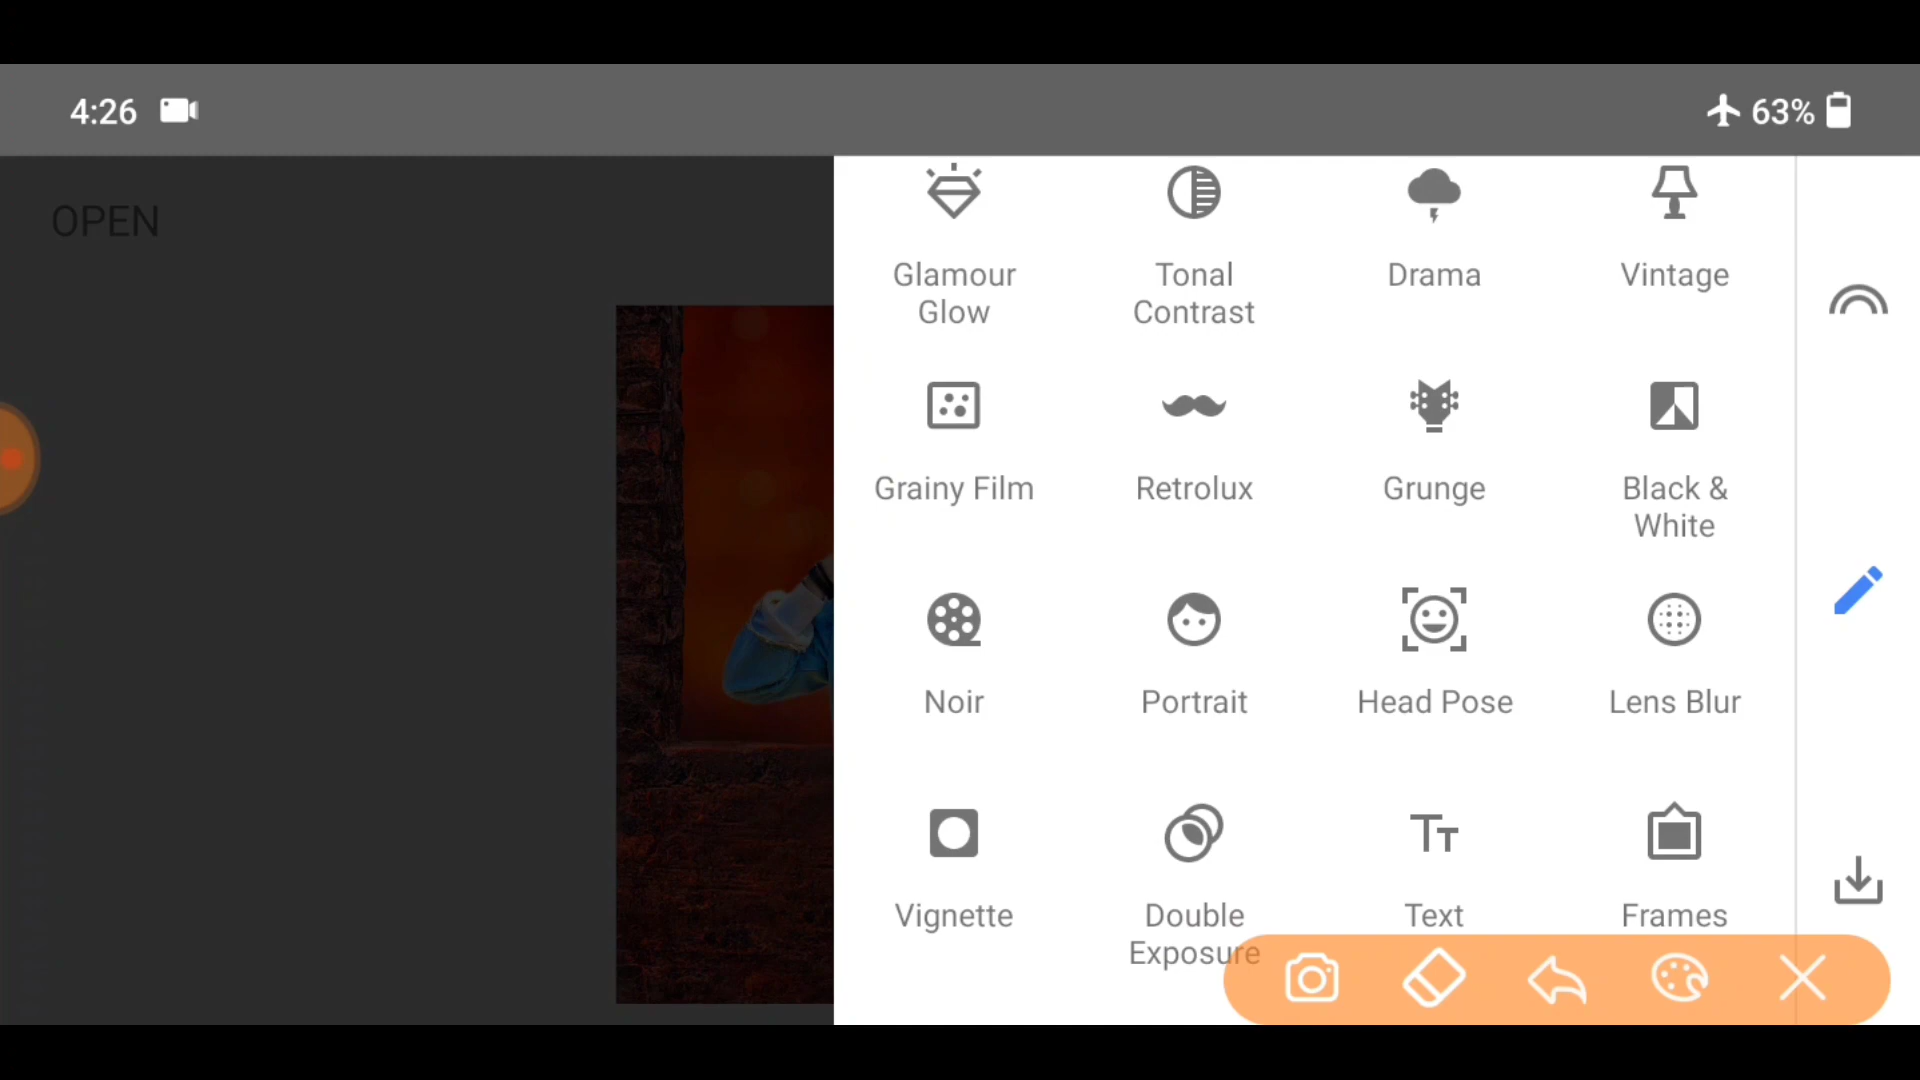 4:26
63%
OPEN
Glamour
Glow
Tonal
Contrast
Drama
Vintage
Grainy Film
Retrolux
Grunge
Black &
White
Noir
Portrait
Head Pose
Lens Blur
Vignette
Double
Exposure
Text
Frames